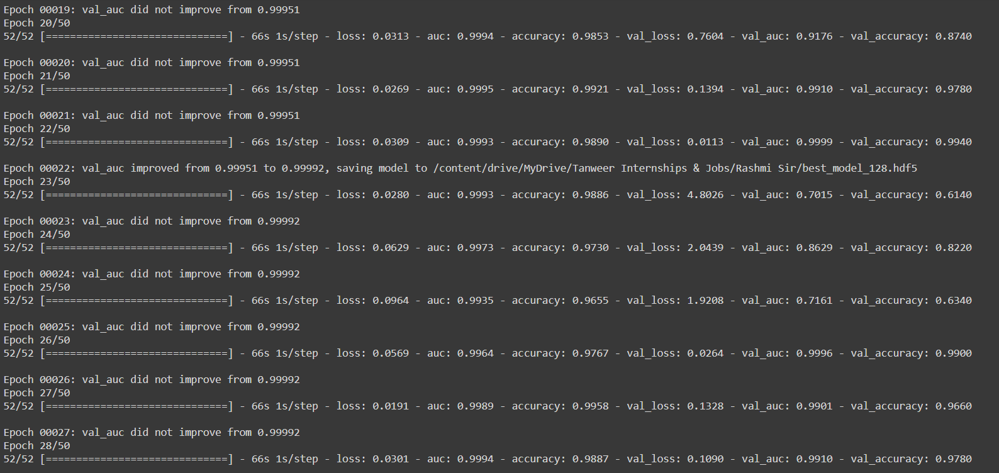 Epoch 00019: val_auc did not improve from 0.99951
Epoch 20/50
52/52 [==============================] - 66s 1s/step - loss: 0.0313 - auc: 0.9994 - accuracy: 0.9853 - val_loss: 0.7604 - val_auc: 0.9176 - val_accuracy: 0.8740
Epoch 00020: val_auc did not improve from 0.99951
Epoch 21/50
52/52 [==============================] - 66s 1s/step - loss: 0.0269 - auc: 0.9995 - accuracy: 0.9921 - val_loss: 0.1394 - val_auc: 0.9910 - val_accuracy: 0.9780
Epoch 00021: val_auc did not improve from 0.99951
Epoch 22/50
52/52 [==============================] - 66s 1s/step - loss: 0.0309 - auc: 0.9993 - accuracy: 0.9890 - val_loss: 0.0113 - val_auc: 0.9999 - val_accuracy: 0.9940
Epoch 00022: val_auc improved from 0.99951 to 0.99992, saving model to /content/drive/MyDrive/Tanweer Internships & Jobs/Rashmi Sir/best_model_128.hdf5
Epoch 23/50
52/52 [==============================] - 66s 1s/step - loss: 0.0280 - auc: 0.9993 - accuracy: 0.9886 - val_loss: 4.8026 - val_auc: 0.7015 - val_accuracy: 0.6140
Epoch 00023: val_auc did not improve from 0.99992
Epoch 24/50
52/52 [==============================] - 66s 1s/step - loss: 0.0629 - auc: 0.9973 - accuracy: 0.9730 - val_loss: 2.0439 - val_auc: 0.8629 - val_accuracy: 0.8220
Epoch 00024: val_auc did not improve from 0.99992
Epoch 25/50
52/52 [==============================] - 66s 1s/step - loss: 0.0964 - auc: 0.9935 - accuracy: 0.9655 - val_loss: 1.9208 - val_auc: 0.7161 - val_accuracy: 0.6340
Epoch 00025: val_auc did not improve from 0.99992
Epoch 26/50
52/52 [==============================] - 66s 1s/step - loss: 0.0569 - auc: 0.9964 - accuracy: 0.9767 - val_loss: 0.0264 - val_auc: 0.9996 - val_accuracy: 0.9900
Epoch 00026: val_auc did not improve from 0.99992
Epoch 27/50
52/52 [==============================] - 66s 1s/step - loss: 0.0191 - auc: 0.9989 - accuracy: 0.9958 - val_loss: 0.1328 - val_auc: 0.9901 - val_accuracy: 0.9660
Epoch 00027: val_auc did not improve from 0.99992
Epoch 28/50
52/52 [==============================] - 66s 1s/step - loss: 0.0301 - auc: 0.9994 - accuracy: 0.9887 - val_loss: 0.1090 - val_auc: 0.9910 - val_accuracy: 0.9780